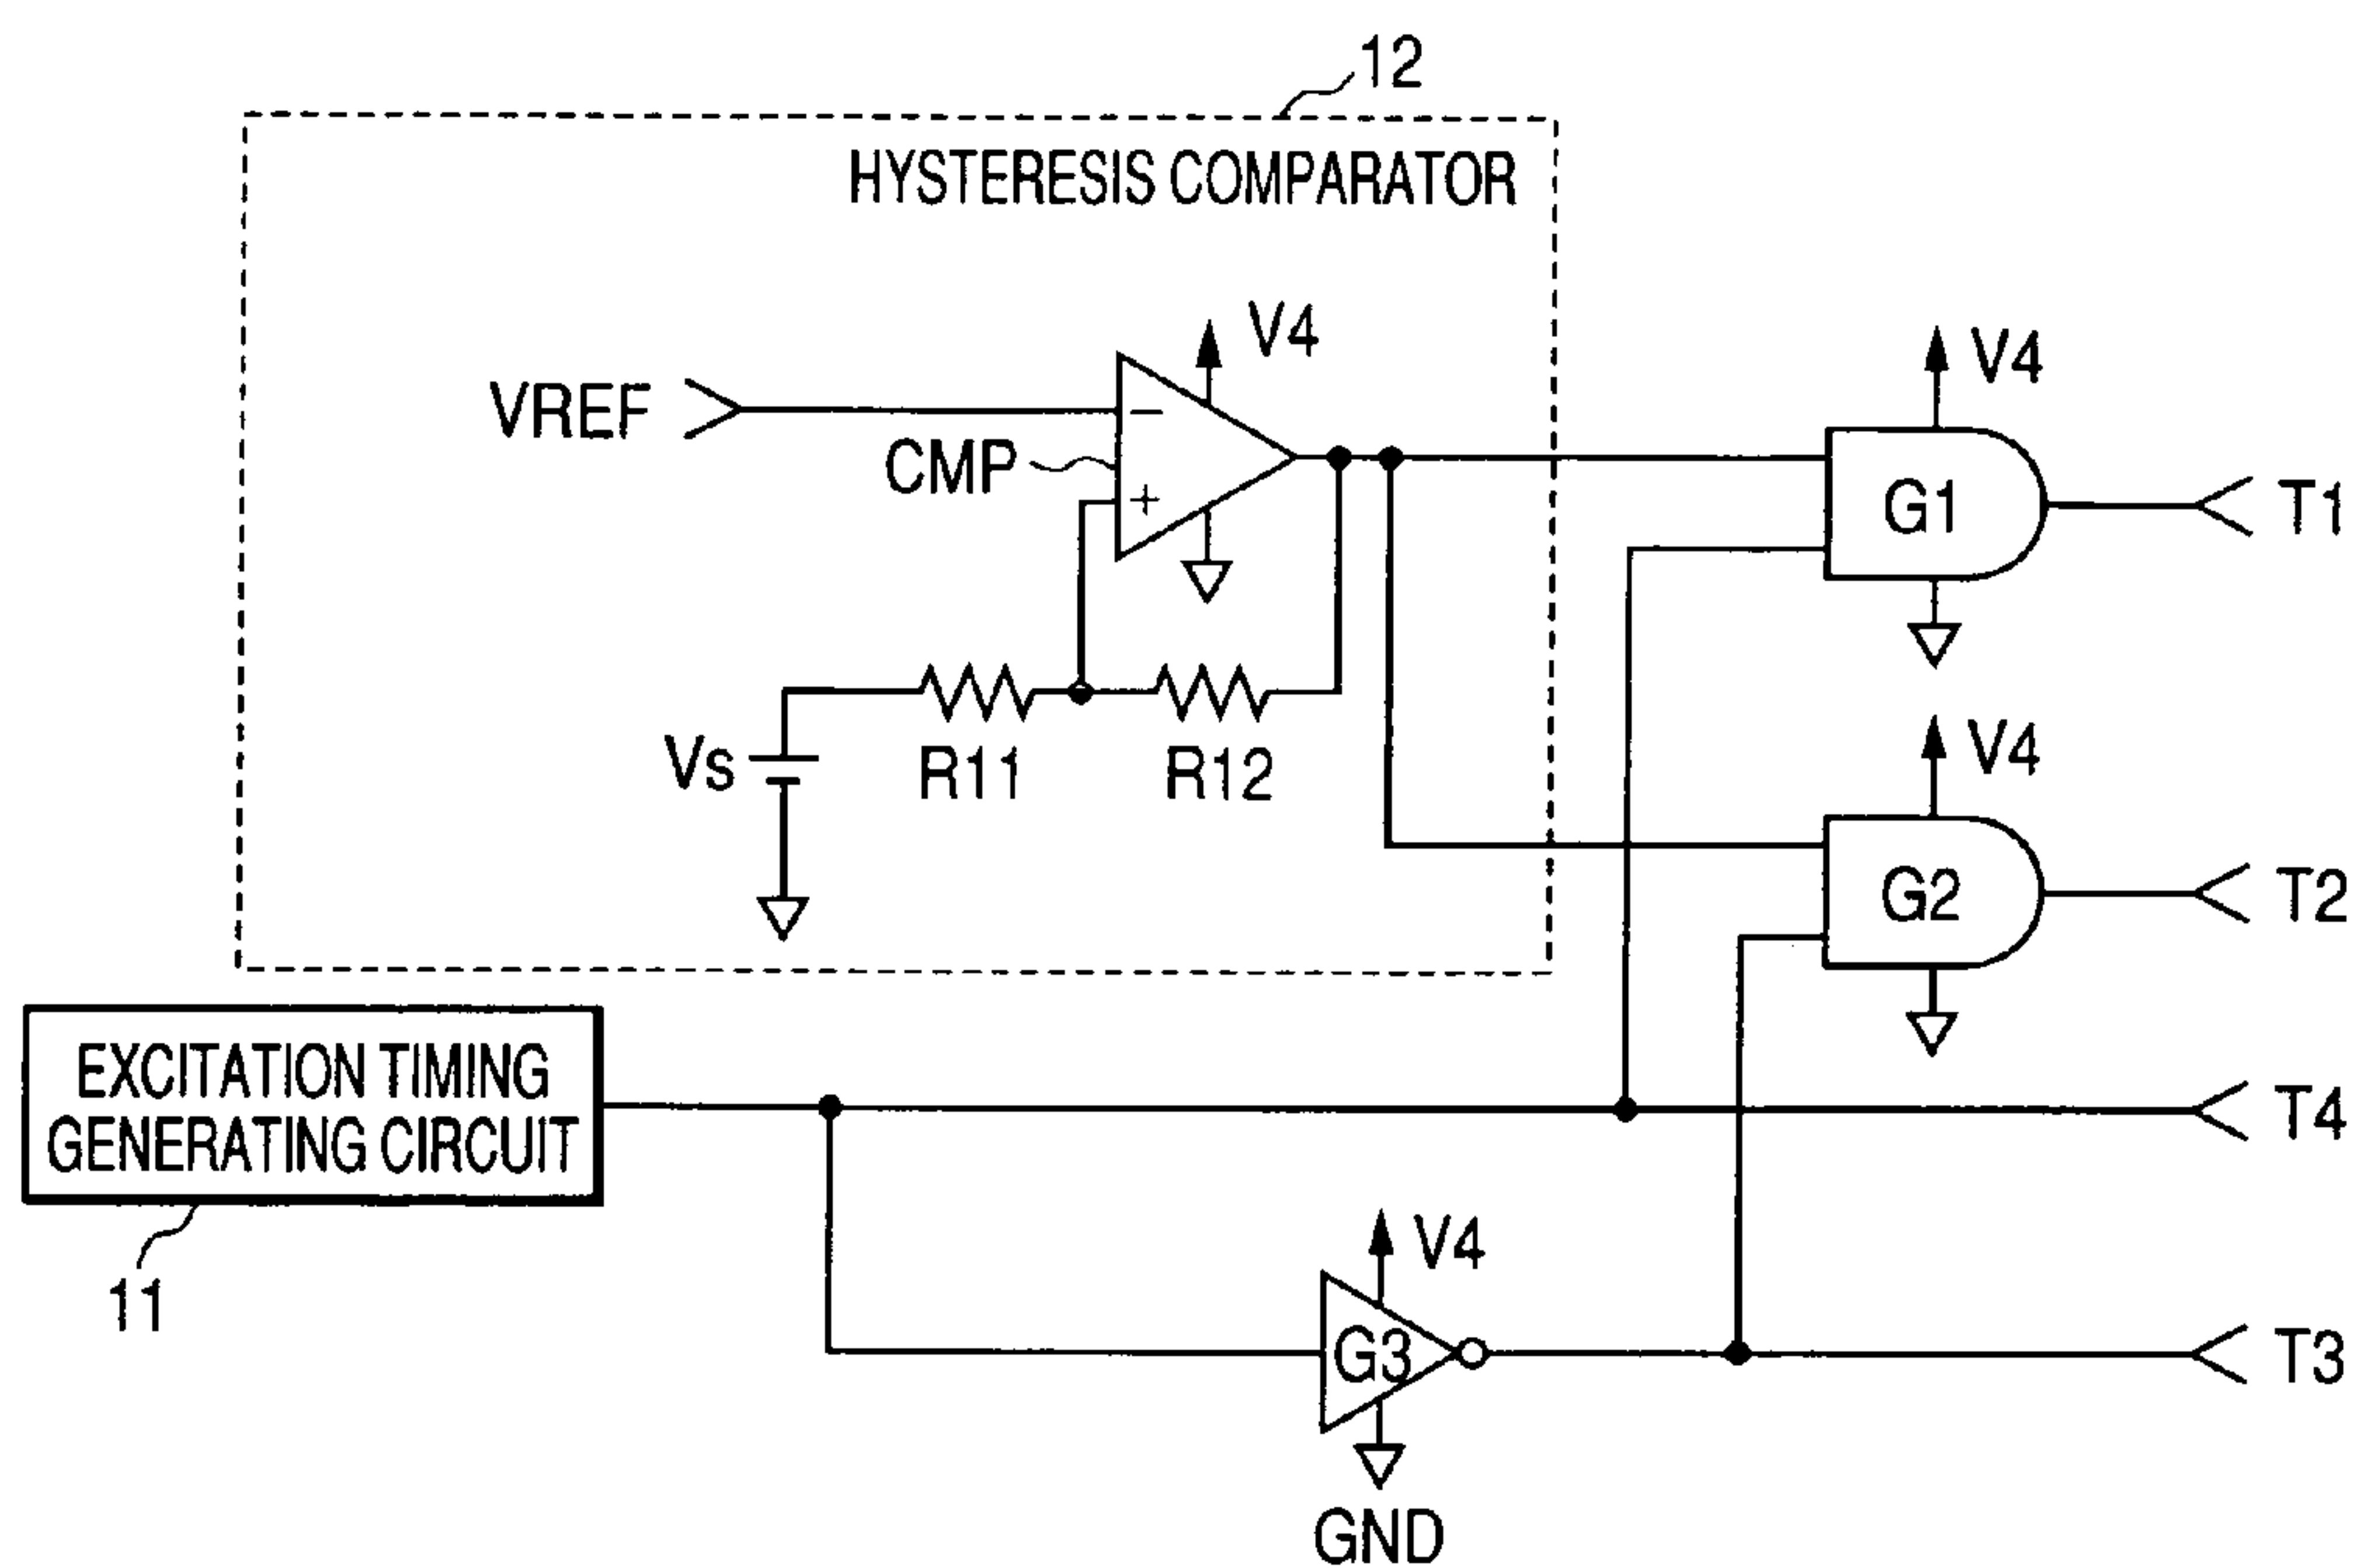 12
HYSTERESIS COMPARATOR
V4
VREF
CMP
−
+
V4
G1
T1
Vs
R11
R12
V4
G2
T2
EXCITATION TIMING
GENERATING CIRCUIT
T4
11
V4
G3
T3
GND